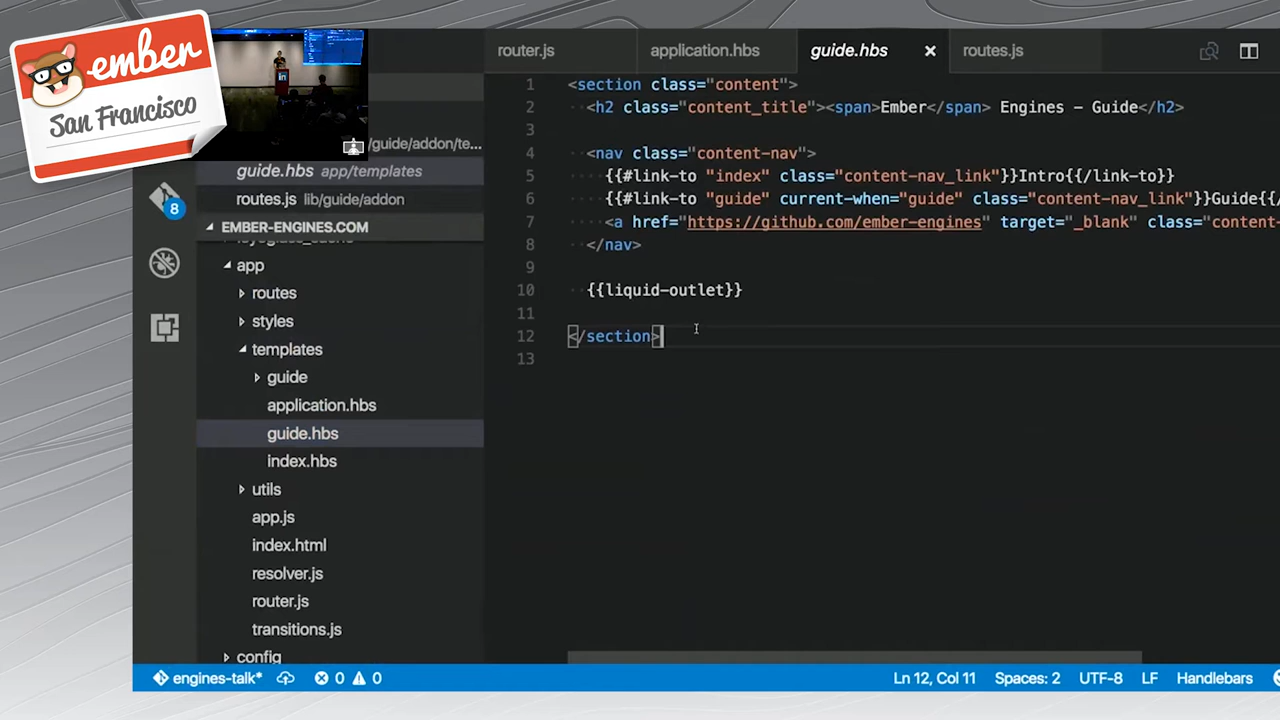 ember
San Francisco
in
router.js
application.hbs
guide.hbs
routes.js
/guide/addon/te...
guide.hbs app/templates
routes.js lib/guide/addon
EMBER-ENGINES.COM
app
routes
styles
templates
guide
application.hbs
guide.hbs
index.hbs
utils
app.js
index.html
resolver.js
router.js
transitions.js
config
8
1 <section class="content">
2 <h2 class="content_title"><span>Ember</span> Engines – Guide</h2>
3
4 <nav class="content-nav">
5 {{#link-to "index" class="content-nav_link"}}Intro{{/link-to}}
6 {{#link-to "guide" current-when="guide" class="content-nav_link"}}Guide{{/
7 <a href="https://github.com/ember-engines" target="_blank" class="content-
8 </nav>
9
10 {{liquid-outlet}}
11
12 </section>
13
engines-talk* 0 0 Ln 12, Col 11 Spaces: 2 UTF-8 LF Handlebars